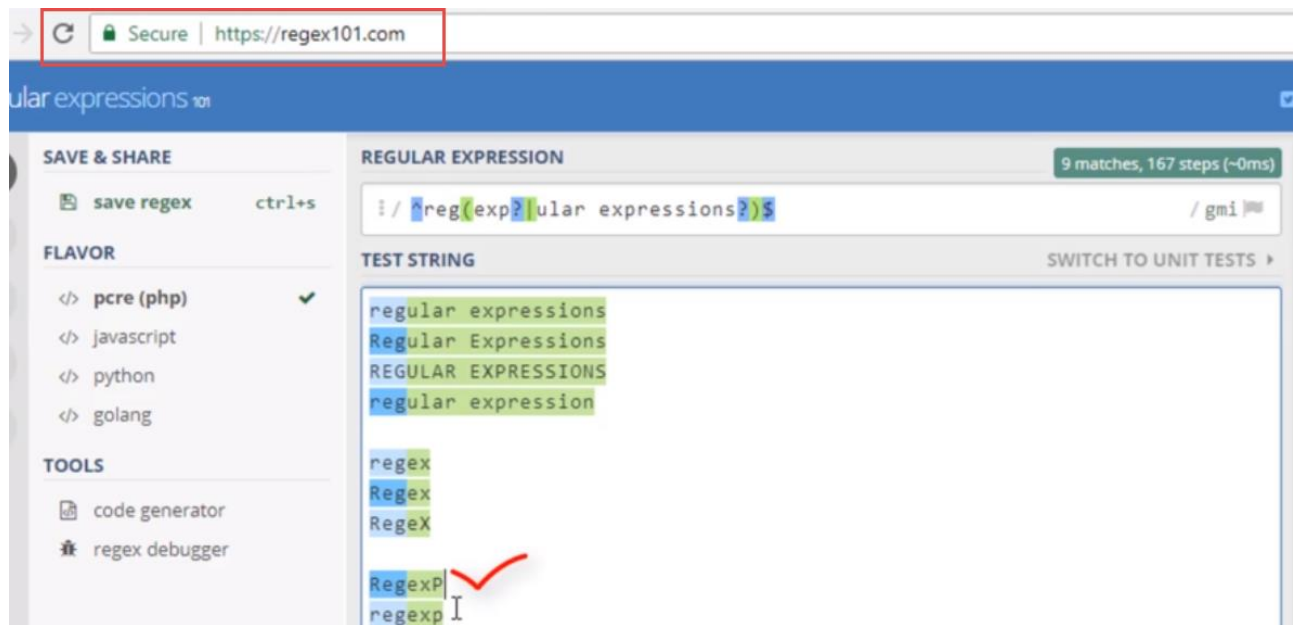 Secure | https://regex101.com
ular expressions 101
SAVE & SHARE
save regex ctrl+s
FLAVOR
</> pcre (php)
</> javascript
</> python
</> golang
TOOLS
code generator
regex debugger
REGULAR EXPRESSION
9 matches, 167 steps (~0ms)
/ ^reg(exp?|ular expressions?)$ / gmi
TEST STRING
SWITCH TO UNIT TESTS
regular expressions
Regular Expressions
REGULAR EXPRESSIONS
regular expression
regex
Regex
RegeX
RegexP
regexp